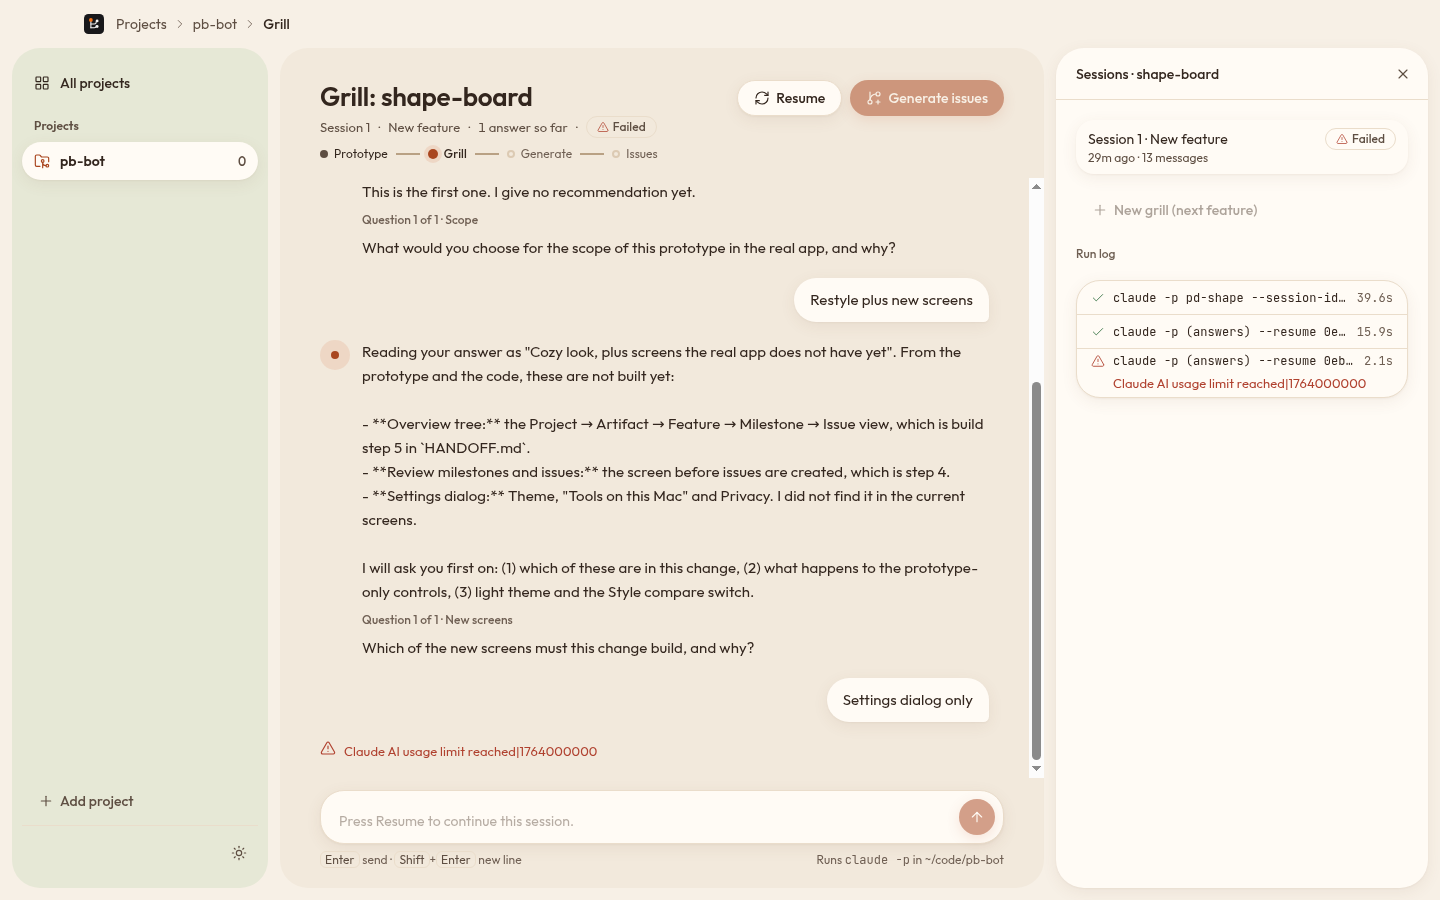 Projects > pb-bot > Grill
All projects
Projects
pb-bot 0
Add project
Grill: shape-board
Resume
Generate issues
Session 1 · New feature · 1 answer so far · Failed
Prototype Grill Generate Issues
This is the first one. I give no recommendation yet.
Question 1 of 1 · Scope
What would you choose for the scope of this prototype in the real app, and why?
Restyle plus new screens
Reading your answer as "Cozy look, plus screens the real app does not have yet". From the
prototype and the code, these are not built yet:
- **Overview tree:** the Project → Artifact → Feature → Milestone → Issue view, which is build
step 5 in `HANDOFF.md`.
- **Review milestones and issues:** the screen before issues are created, which is step 4.
- **Settings dialog:** Theme, "Tools on this Mac" and Privacy. I did not find it in the current
screens.
I will ask you first on: (1) which of these are in this change, (2) what happens to the prototype-
only controls, (3) light theme and the Style compare switch.
Question 1 of 1 · New screens
Which of the new screens must this change build, and why?
Settings dialog only
Claude AI usage limit reached|1764000000
Press Resume to continue this session.
Enter send · Shift + Enter new line
Runs claude -p in ~/code/pb-bot
Sessions · shape-board
Session 1 · New feature
Failed
29m ago · 13 messages
New grill (next feature)
Run log
claude -p pd-shape --session-id… 39.6s
claude -p (answers) --resume 0e… 15.9s
claude -p (answers) --resume 0eb… 2.1s
Claude AI usage limit reached|1764000000